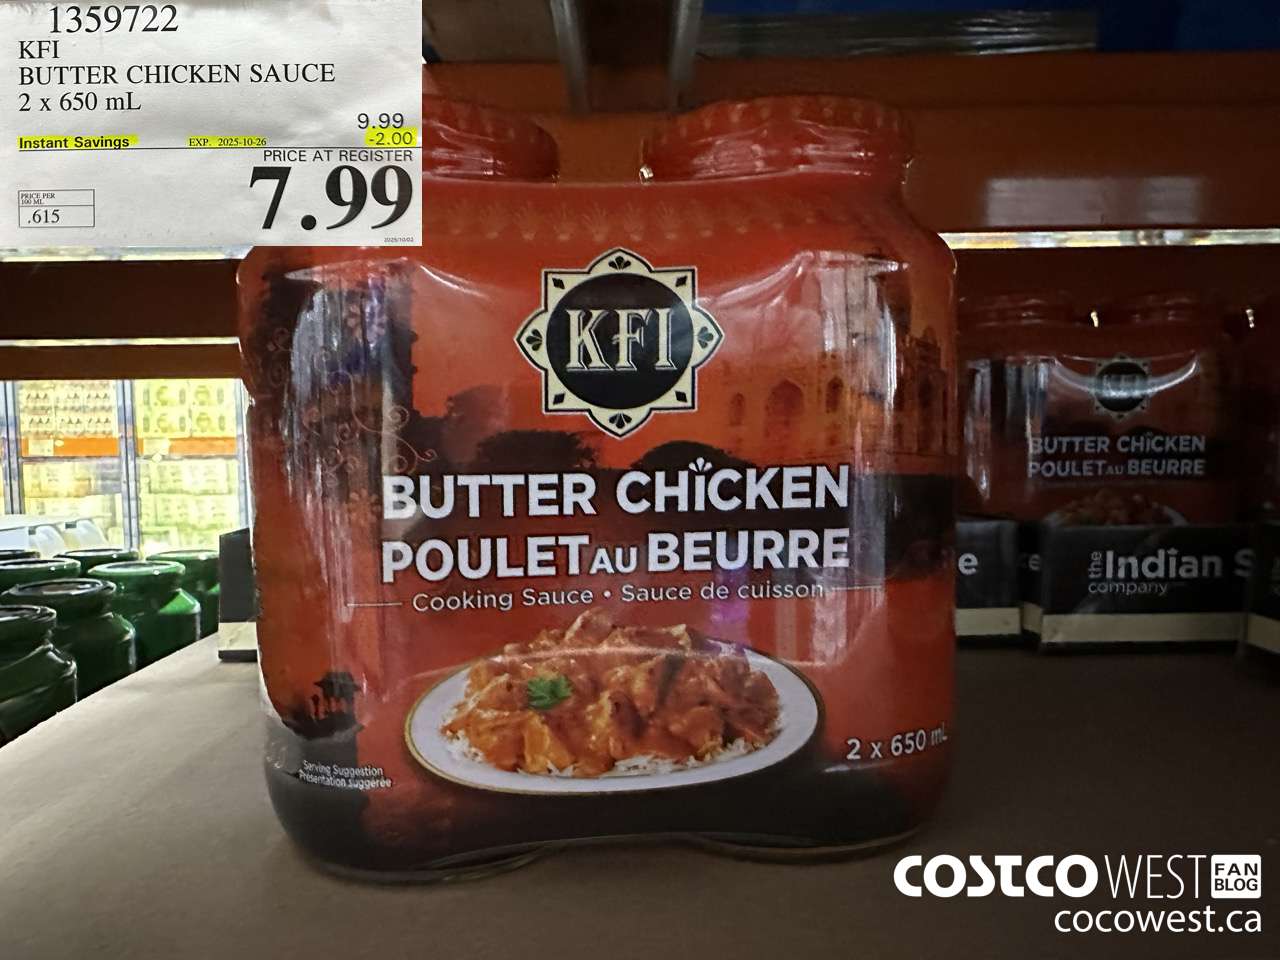 1359722
KFI
BUTTER CHICKEN SAUCE
2 x 650 mL
9.99
Instant Savings EXP. 2025-10-26 -2.00
PRICE AT REGISTER
7.99
PRICE PER
100 ML
.615
2025/10/02
KFI
BUTTER CHICKEN
POULET AU BEURRE
Cooking Sauce • Sauce de cuisson
2 x 650 mL
Serving Suggestion
Présentation suggérée
KFI
BUTTER CHICKEN
POULET AU BEURRE
e
e
the Indian S
company
COSTCO WEST FAN BLOG
cocowest.ca